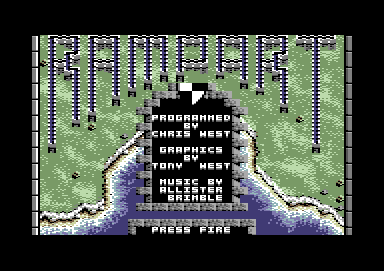 RAMPART
PROGRAMMED
BY
CHRIS WEST
GRAPHICS
BY
TONY WEST
MUSIC BY
ALLISTER
BRIMBLE
PRESS FIRE